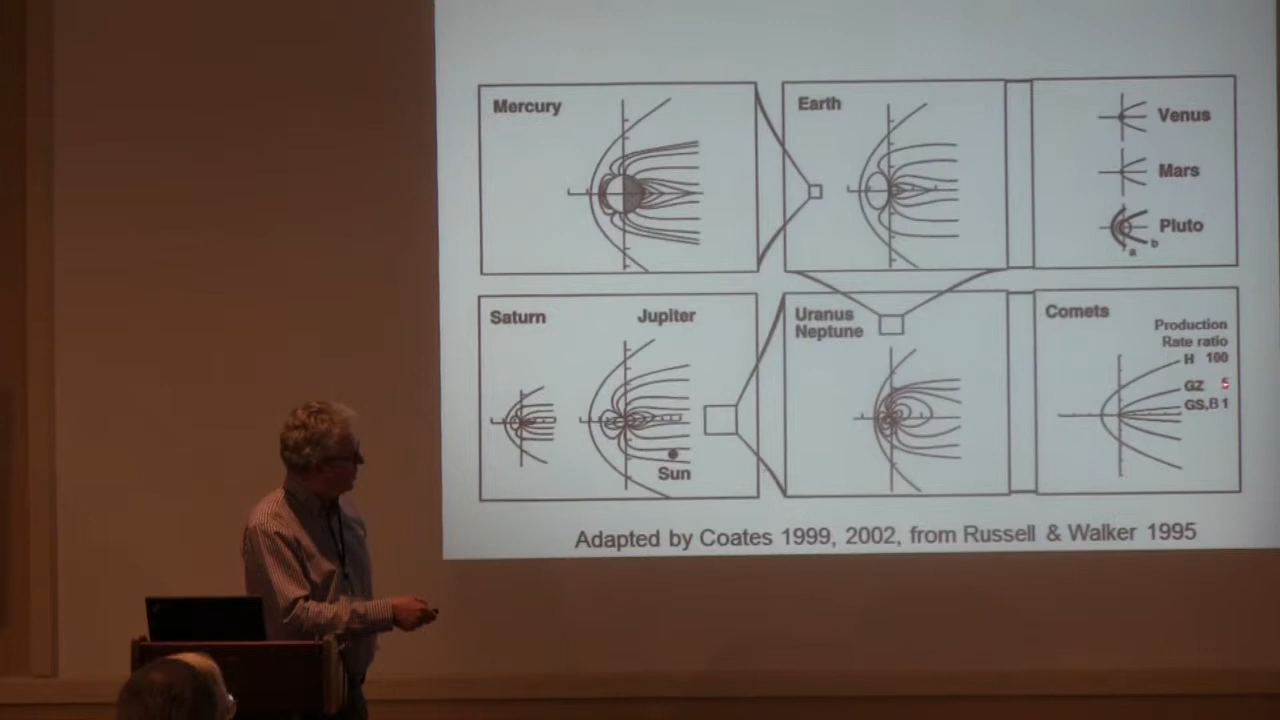 Mercury
Earth
Venus
Mars
Pluto
a
b
Saturn
Jupiter
Sun
Uranus
Neptune
Comets
Production
Rate ratio
H 100
GZ 5
GS,B 1
Adapted by Coates 1999, 2002, from Russell & Walker 1995